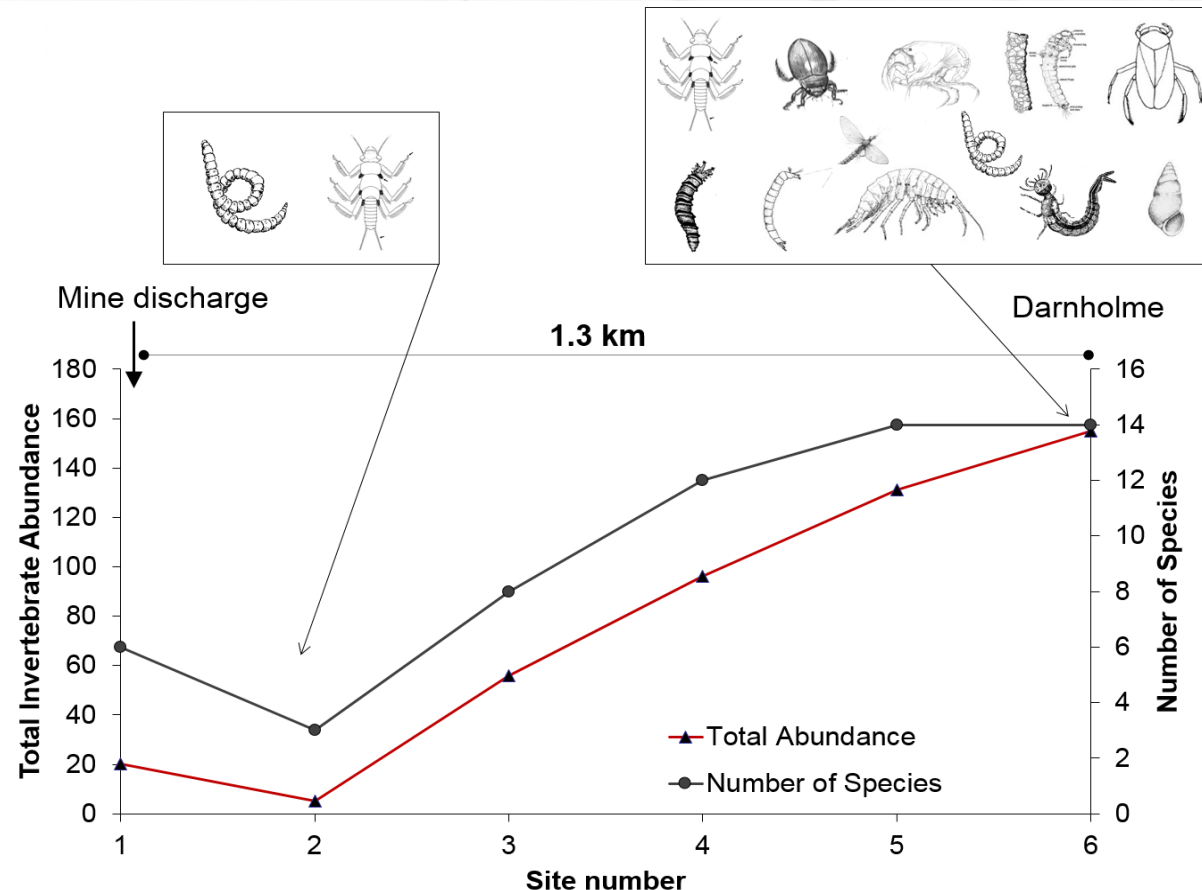 Mine discharge
Darnholme
1.3 km
180
160
140
120
100
80
60
40
20
0
Total Invertebrate Abundance
16
14
12
10
8
6
4
2
0
Number of Species
Total Abundance
Number of Species
1 2 3 4 5 6
Site number